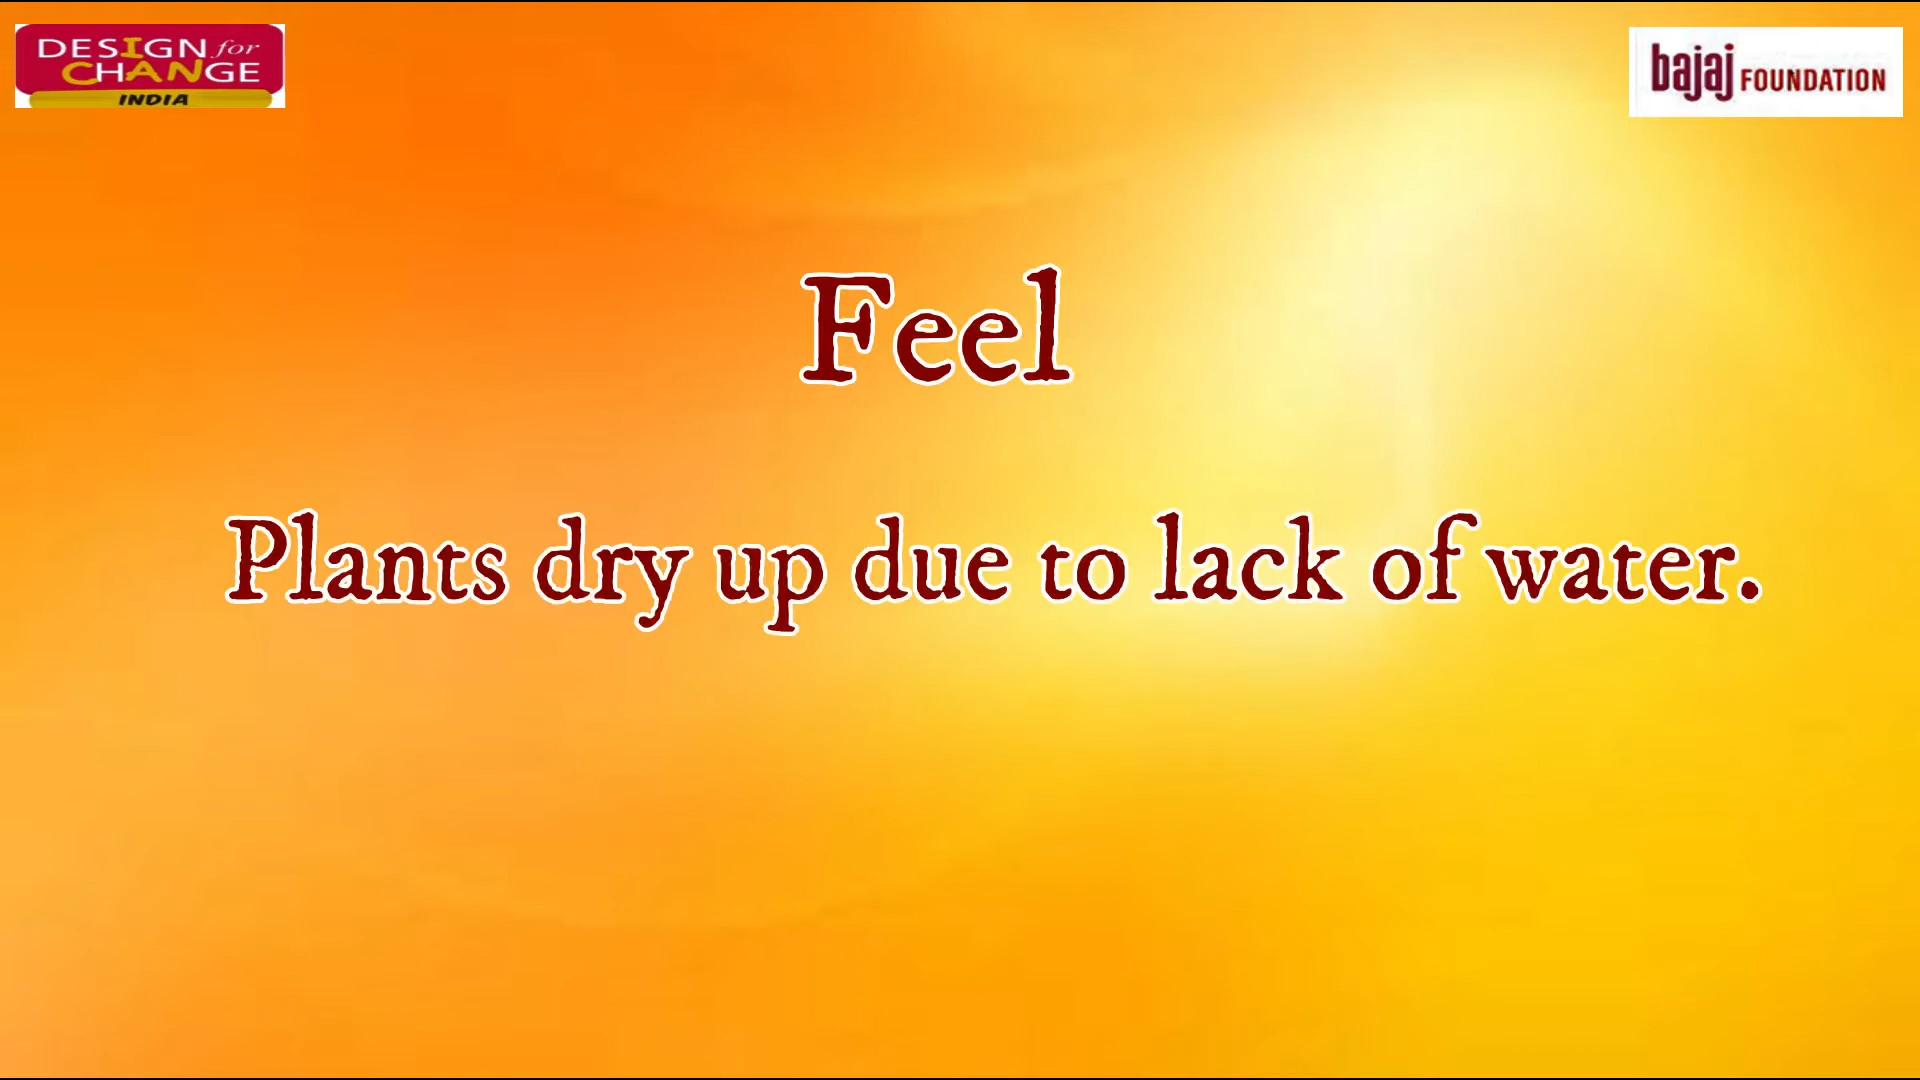 DESIGN for
CHANGE
INDIA
bajaj FOUNDATION
Feel
Plants dry up due to lack of water.